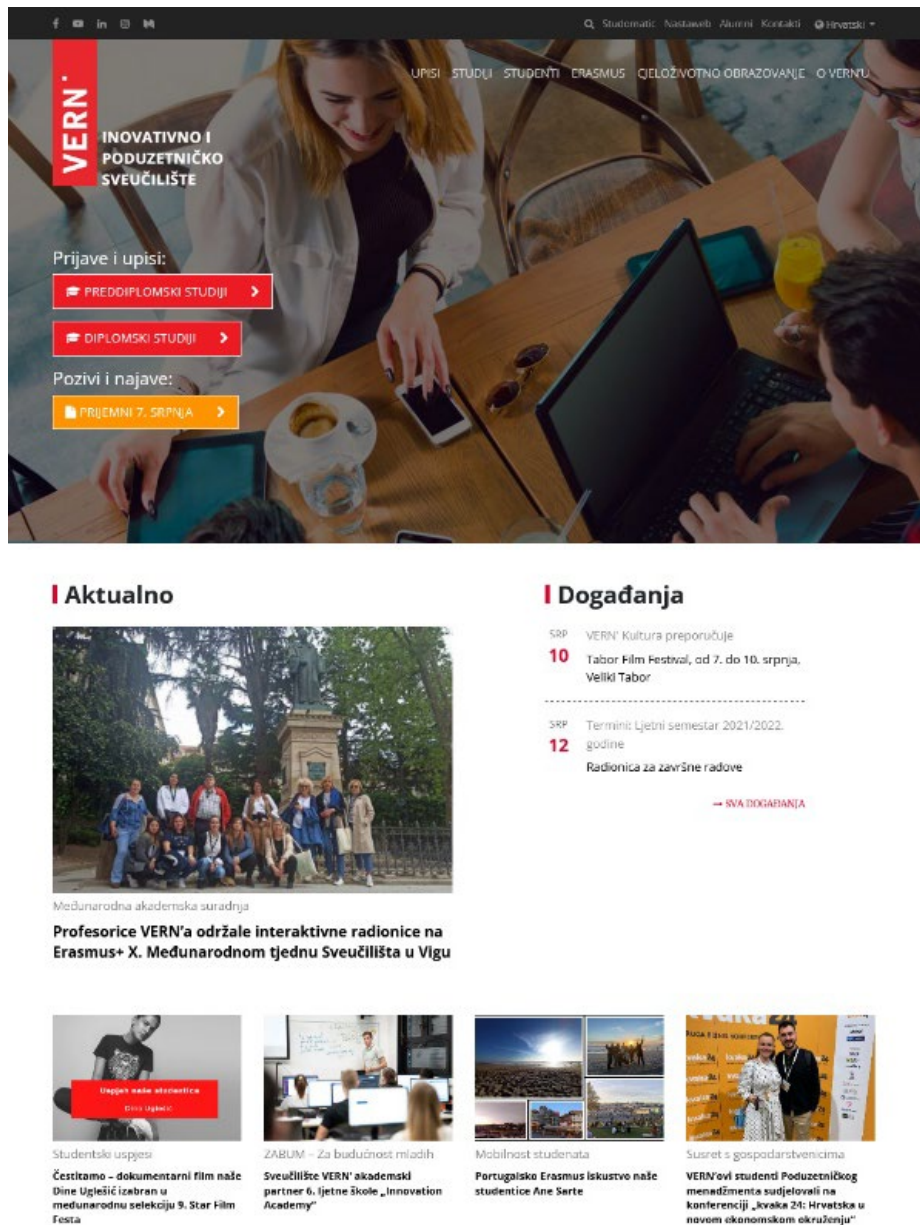 Studomatic Nastaweb Alumni Kontakti Hrvatski
UPISI STUDIJI STUDENTI ERASMUS CJELOŽIVOTNO OBRAZOVANJE O VERN'U
VERN'
INOVATIVNO I
PODUZETNIČKO
SVEUČILIŠTE
Prijave i upisi:
PREDDIPLOMSKI STUDIJI
DIPLOMSKI STUDIJI
Pozivi i najave:
PRIJEMNI 7. SRPNJA
Aktualno
Međunarodna akademska suradnja
Profesorice VERN'a održale interaktivne radionice na
Erasmus+ X. Međunarodnom tjednu Sveučilišta u Vigu
Događanja
SRP
10
VERN' Kultura preporučuje
Tabor Film Festival, od 7. do 10. srpnja,
Veliki Tabor
SRP
12
Termini: Ljetni semestar 2021/2022.
godine
Radionica za završne radove
→ SVA DOGAĐANJA
Uspjeh naše studentice
Dine Uglešić
Studentski uspjesi
Čestitamo – dokumentarni film naše
Dine Uglešić izabran u
međunarodnu selekciju 9. Star Film
Festa
ZABUM – Za budućnost mladih
Sveučilište VERN' akademski
partner 6. ljetne škole „Innovation
Academy“
Mobilnost studenata
Portugalsko Erasmus iskustvo naše
studentice Ane Sarte
kvaka 24
Susret s gospodarstvenicima
VERN'ovi studenti Poduzetničkog
menadžmenta sudjelovali na
konferenciji „kvaka 24: Hrvatska u
novom ekonomskom okruženju“